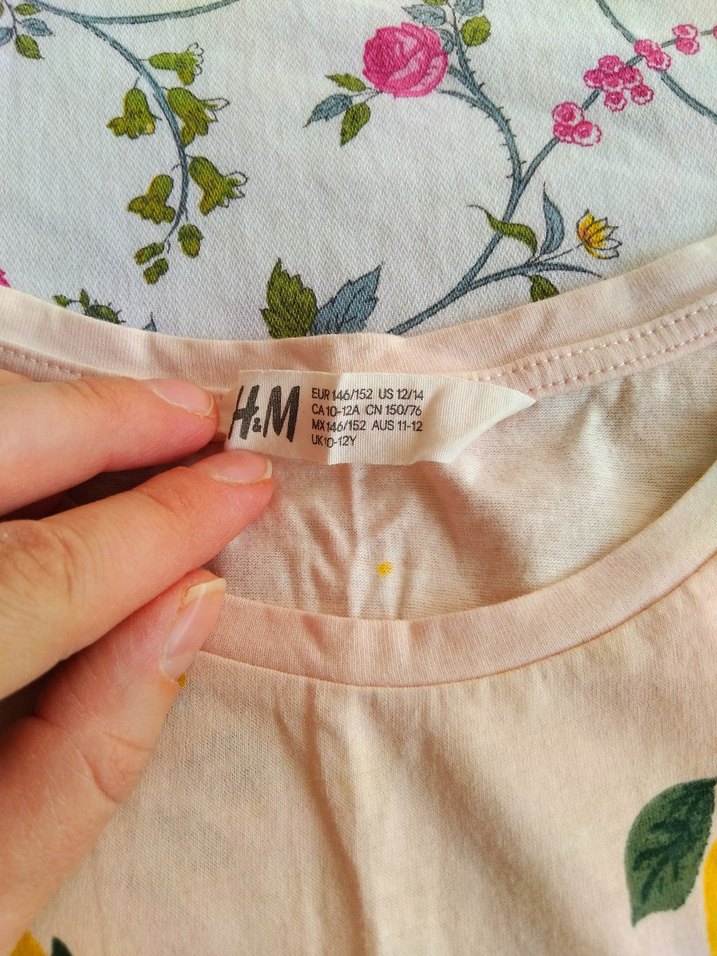 H&M
EUR 146/152 US 12/14
CA 10-12A CN 150/76
MX 146/152 AUS 11-12
UK 10-12Y